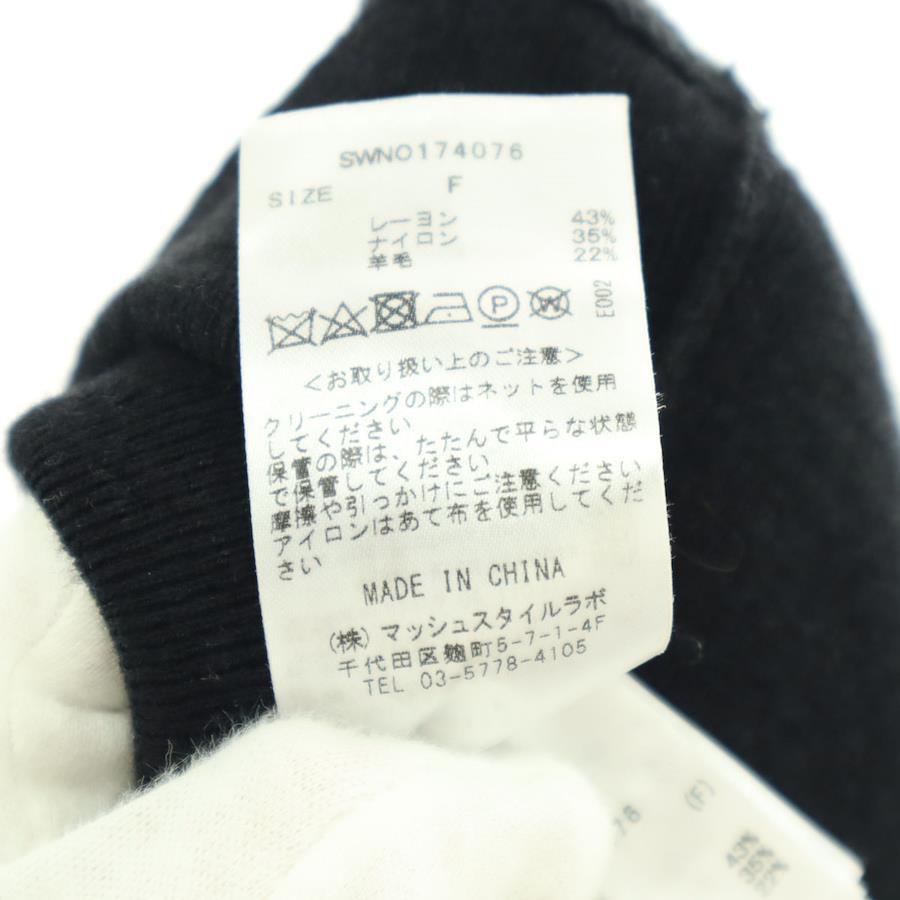 SWNO174076
SIZE F
レーヨン 43%
ナイロン 35%
羊毛 22%
P W
E002
<お取り扱い上のご注意>
クリーニングの際はネットを使用
してください
保管の際は、たたんで平らな状態
で保管してください
摩擦や引っかけにご注意ください
アイロンはあて布を使用してくだ
さい
MADE IN CHINA
(株)マッシュスタイルラボ
千代田区麹町5-7-1-4F
TEL 03-5778-4105
(F)
78
43%
35%